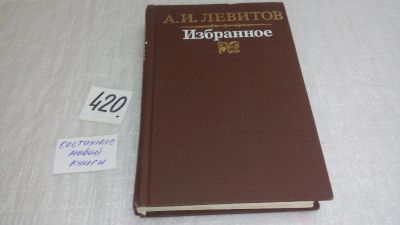 А.И. ЛЕВИТОВ
Избранное
420.
состояние
новой
книги